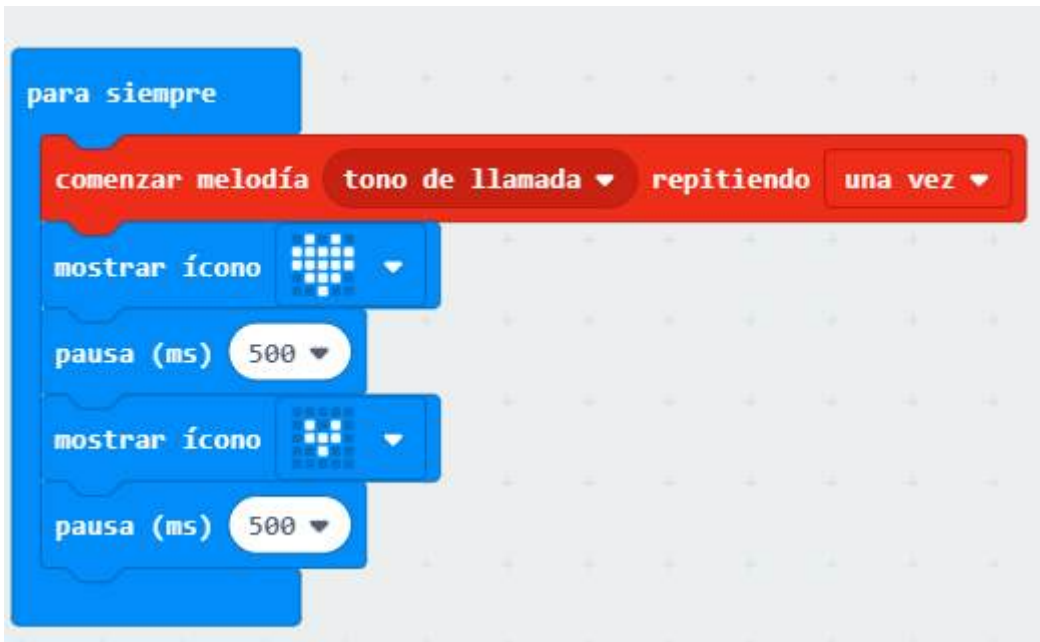 para siempre
comenzar melodía tono de llamada repitiendo una vez
mostrar ícono
pausa (ms) 500
mostrar ícono
pausa (ms) 500